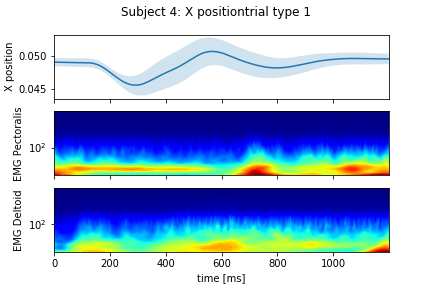 Subject 4: X positiontrial type 1
X position
0.050
0.045
EMG Pectoralis
10²
EMG Deltoid
10²
0 200 400 600 800 1000
time [ms]